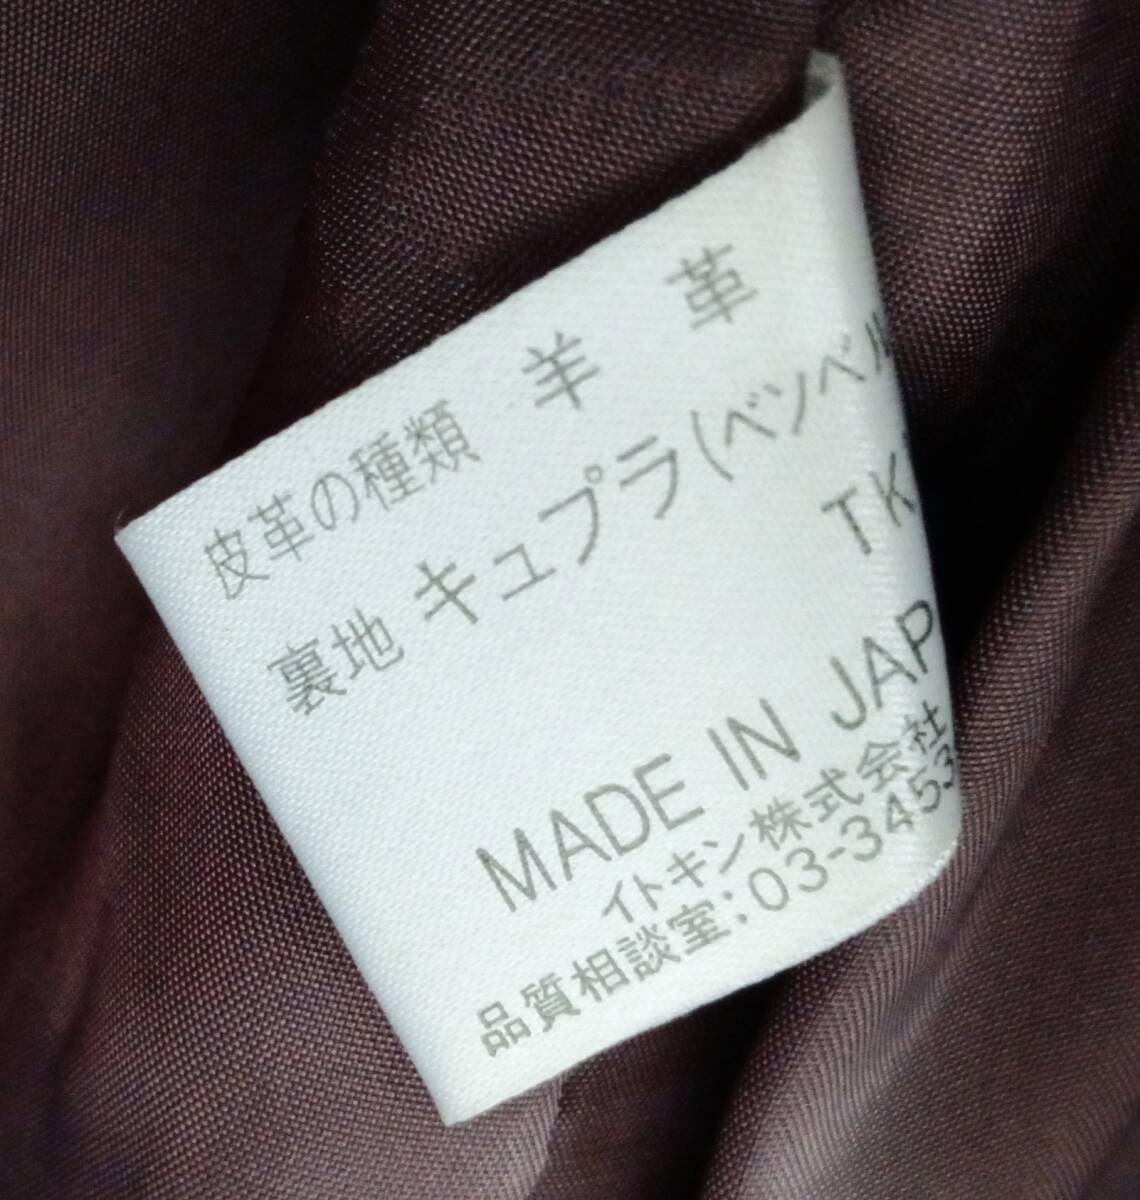 皮革の種類 羊 革
裏地 キュプラ(ベンベル
TK
MADE IN JAP
イトキン株式会社
品質相談室:03-3453